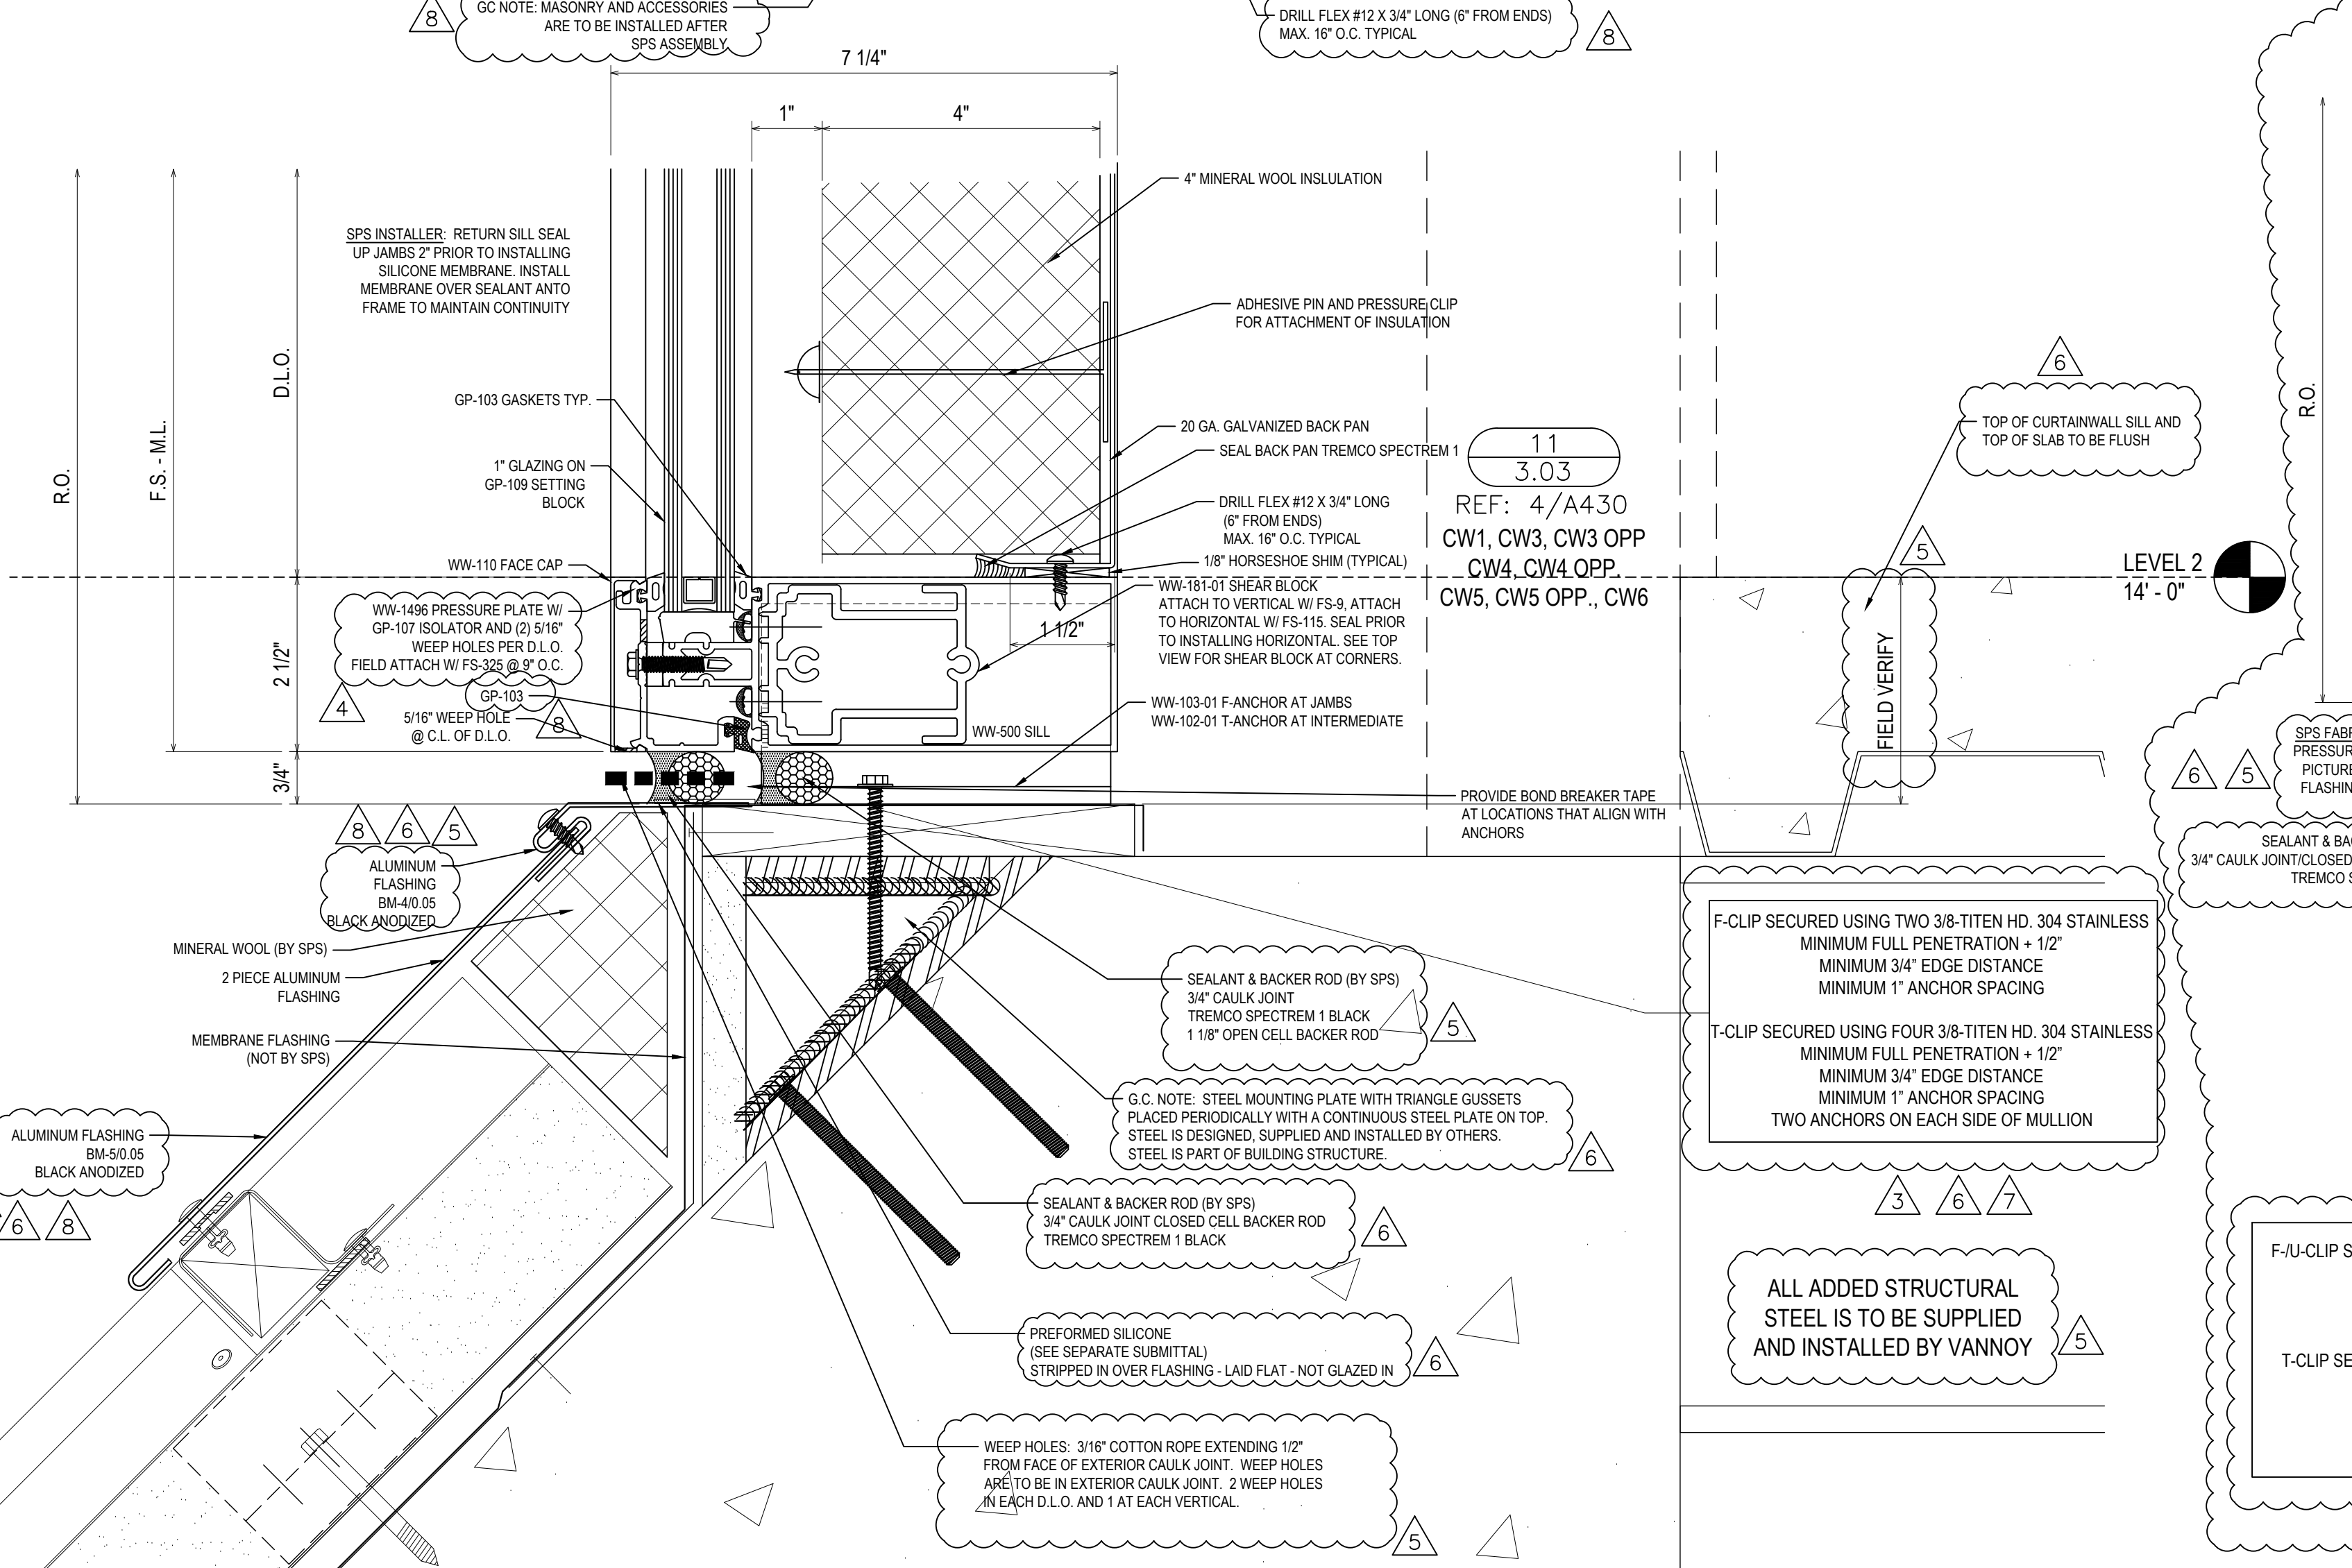 GC NOTE: MASONRY AND ACCESSORIES
ARE TO BE INSTALLED AFTER
SPS ASSEMBLY
8
DRILL FLEX #12 X 3/4" LONG (6" FROM ENDS)
MAX. 16" O.C. TYPICAL
8
7 1/4"
1"
4"
R.O.
F.S. - M.L.
D.L.O.
2 1/2"
3/4"
SPS INSTALLER: RETURN SILL SEAL
UP JAMBS 2" PRIOR TO INSTALLING
SILICONE MEMBRANE. INSTALL
MEMBRANE OVER SEALANT ANTO
FRAME TO MAINTAIN CONTINUITY
GP-103 GASKETS TYP.
1" GLAZING ON
GP-109 SETTING
BLOCK
WW-110 FACE CAP
WW-1496 PRESSURE PLATE W/
GP-107 ISOLATOR AND (2) 5/16"
WEEP HOLES PER D.L.O.
FIELD ATTACH W/ FS-325 @ 9" O.C.
4
GP-103
8
5/16" WEEP HOLE
@ C.L. OF D.L.O.
8 6 5
ALUMINUM
FLASHING
BM-4/0.05
BLACK ANODIZED
MINERAL WOOL (BY SPS)
2 PIECE ALUMINUM
FLASHING
MEMBRANE FLASHING
(NOT BY SPS)
ALUMINUM FLASHING
BM-5/0.05
BLACK ANODIZED
6 8
4" MINERAL WOOL INSLULATION
ADHESIVE PIN AND PRESSURE CLIP
FOR ATTACHMENT OF INSULATION
20 GA. GALVANIZED BACK PAN
SEAL BACK PAN TREMCO SPECTREM 1
DRILL FLEX #12 X 3/4" LONG
(6" FROM ENDS)
MAX. 16" O.C. TYPICAL
1/8" HORSESHOE SHIM (TYPICAL)
WW-181-01 SHEAR BLOCK
ATTACH TO VERTICAL W/ FS-9, ATTACH
TO HORIZONTAL W/ FS-115. SEAL PRIOR
TO INSTALLING HORIZONTAL. SEE TOP
VIEW FOR SHEAR BLOCK AT CORNERS.
1 1/2"
WW-103-01 F-ANCHOR AT JAMBS
WW-102-01 T-ANCHOR AT INTERMEDIATE
WW-500 SILL
PROVIDE BOND BREAKER TAPE
AT LOCATIONS THAT ALIGN WITH
ANCHORS
11
3.03
REF: 4/A430
CW1, CW3, CW3 OPP
CW4, CW4 OPP.
CW5, CW5 OPP., CW6
6
TOP OF CURTAINWALL SILL AND
TOP OF SLAB TO BE FLUSH
5
FIELD VERIFY
LEVEL 2
14' - 0"
R.O.
6 5
SPS FAB
PRESSUR
PICTURE
FLASHIN
SEALANT & BA
3/4" CAULK JOINT/CLOSED
TREMCO S
F-CLIP SECURED USING TWO 3/8-TITEN HD. 304 STAINLESS
MINIMUM FULL PENETRATION + 1/2”
MINIMUM 3/4” EDGE DISTANCE
MINIMUM 1” ANCHOR SPACING
T-CLIP SECURED USING FOUR 3/8-TITEN HD. 304 STAINLESS
MINIMUM FULL PENETRATION + 1/2”
MINIMUM 3/4” EDGE DISTANCE
MINIMUM 1” ANCHOR SPACING
TWO ANCHORS ON EACH SIDE OF MULLION
3 6 7
ALL ADDED STRUCTURAL
STEEL IS TO BE SUPPLIED
AND INSTALLED BY VANNOY
5
F-/U-CLIP S
T-CLIP SE
SEALANT & BACKER ROD (BY SPS)
3/4" CAULK JOINT
TREMCO SPECTREM 1 BLACK
1 1/8" OPEN CELL BACKER ROD
5
G.C. NOTE: STEEL MOUNTING PLATE WITH TRIANGLE GUSSETS
PLACED PERIODICALLY WITH A CONTINUOUS STEEL PLATE ON TOP.
STEEL IS DESIGNED, SUPPLIED AND INSTALLED BY OTHERS.
STEEL IS PART OF BUILDING STRUCTURE.
6
SEALANT & BACKER ROD (BY SPS)
3/4" CAULK JOINT CLOSED CELL BACKER ROD
TREMCO SPECTREM 1 BLACK
6
PREFORMED SILICONE
(SEE SEPARATE SUBMITTAL)
STRIPPED IN OVER FLASHING - LAID FLAT - NOT GLAZED IN
6
WEEP HOLES: 3/16" COTTON ROPE EXTENDING 1/2"
FROM FACE OF EXTERIOR CAULK JOINT. WEEP HOLES
ARE TO BE IN EXTERIOR CAULK JOINT. 2 WEEP HOLES
IN EACH D.L.O. AND 1 AT EACH VERTICAL.
5